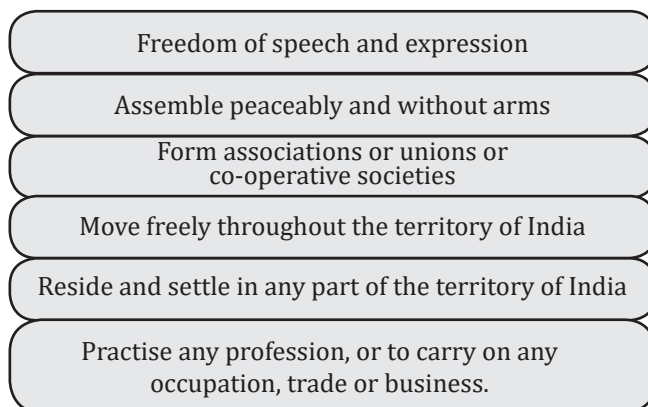 Freedom of speech and expression
Assemble peaceably and without arms
Form associations or unions or
co-operative societies
Move freely throughout the territory of India
Reside and settle in any part of the territory of India
Practise any profession, or to carry on any
occupation, trade or business.